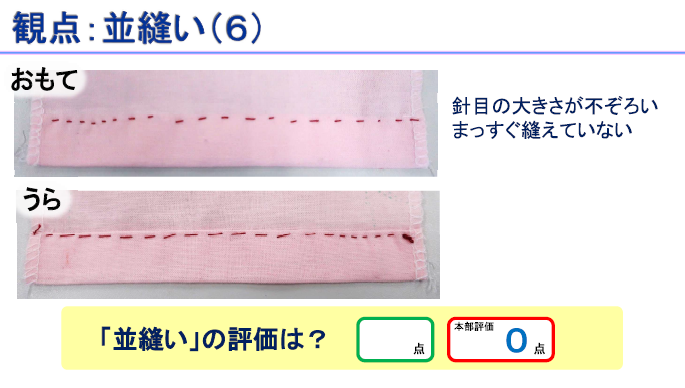 観点：並縫い（６）
おもて
針目の大きさが不ぞろい
まっすぐ縫えていない
うら
「並縫い」の評価は？
点
本部評価
０点